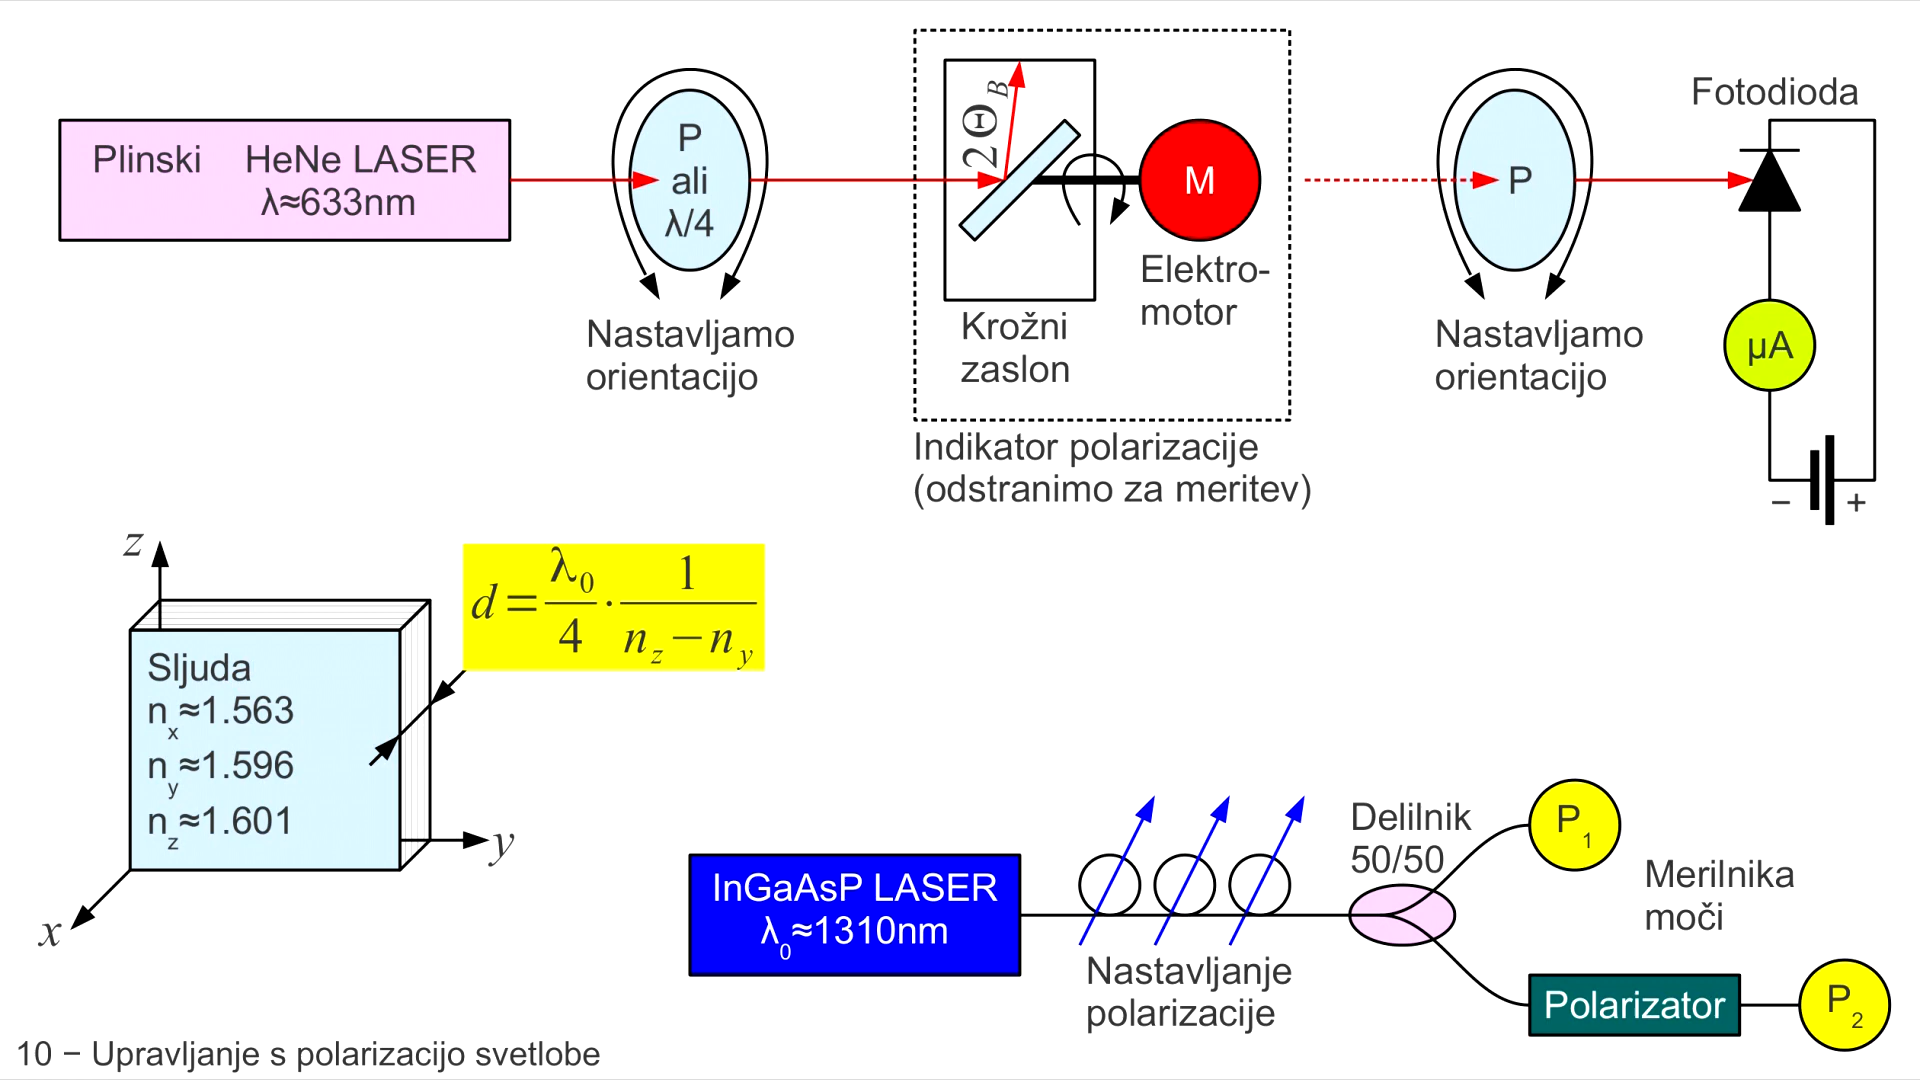 Plinski HeNe LASER
λ≈633nm
P
ali
λ/4
Nastavljamo
orientacijo
2Θ_B
Krožni
zaslon
M
Elektro-
motor
Indikator polarizacije
(odstranimo za meritev)
P
Nastavljamo
orientacijo
Fotodioda
μA
− +
z
y
x
Sljuda
n_x≈1.563
n_y≈1.596
n_z≈1.601
d = λ_0/4 · 1/(n_z − n_y)
InGaAsP LASER
λ_0≈1310nm
Nastavljanje
polarizacije
Delilnik
50/50
P_1
Merilnika
moči
Polarizator
P_2
10 − Upravljanje s polarizacijo svetlobe